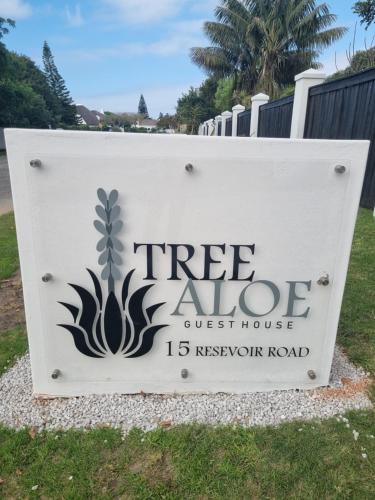 TREE
ALOE
GUEST HOUSE
15 RESEVOIR ROAD